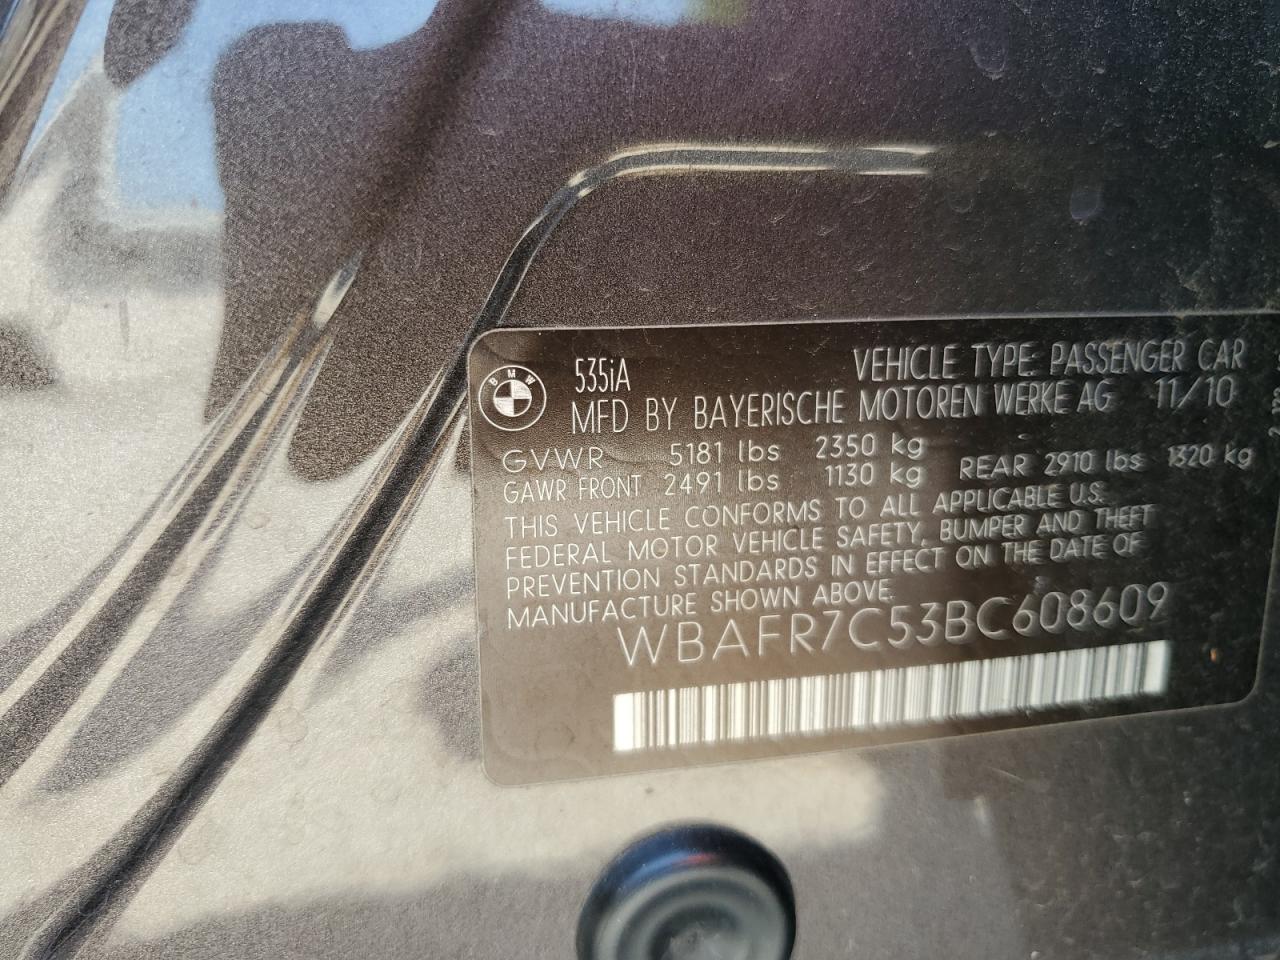 BMW
535iA VEHICLE TYPE PASSENGER CAR
MFD BY BAYERISCHE MOTOREN WERKE AG 11/10
GVWR 5181 lbs 2350 kg
GAWR FRONT 2491 lbs 1130 kg REAR 2910 lbs 1320 kg
THIS VEHICLE CONFORMS TO ALL APPLICABLE U.S.
FEDERAL MOTOR VEHICLE SAFETY, BUMPER AND THEFT
PREVENTION STANDARDS IN EFFECT ON THE DATE OF
MANUFACTURE SHOWN ABOVE.
WBAFR7C53BC608609